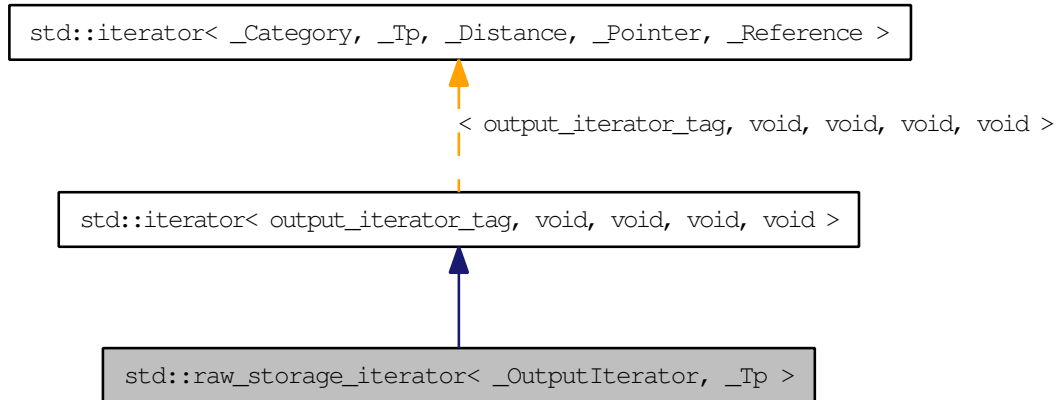 std::iterator< _Category, _Tp, _Distance, _Pointer, _Reference >
< output_iterator_tag, void, void, void, void >
std::iterator< output_iterator_tag, void, void, void, void >
std::raw_storage_iterator< _OutputIterator, _Tp >